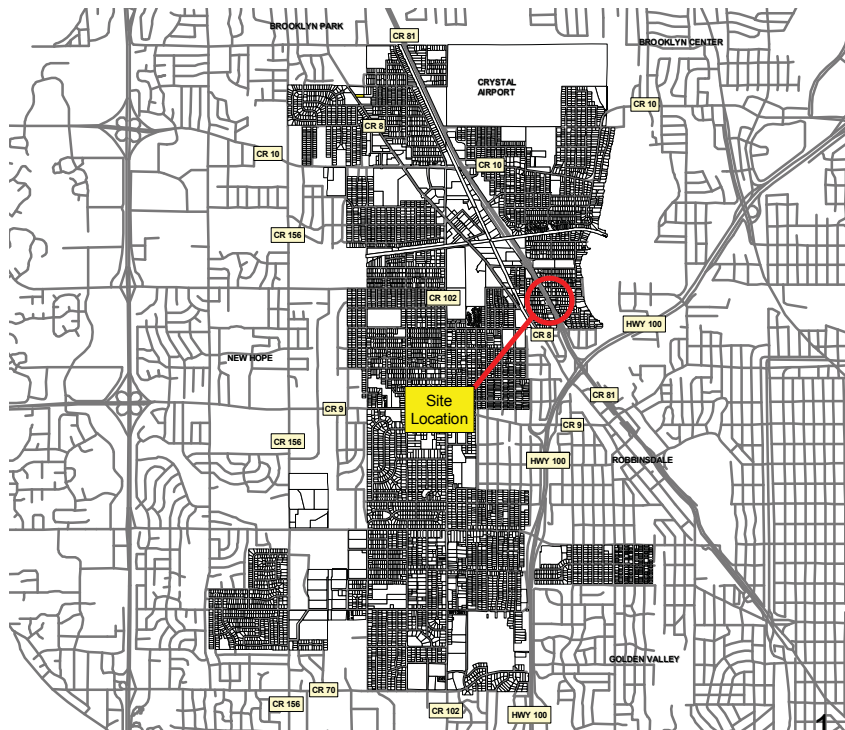 BROOKLYN PARK
CR 81
BROOKLYN CENTER
CRYSTAL
AIRPORT
CR 10
CR 8
CR 10
CR 10
CR 156
CR 102
HWY 100
CR 8
NEW HOPE
CR 81
Site
Location
CR 9
CR 9
CR 156
HWY 100
ROBBINSDALE
GOLDEN VALLEY
CR 70
CR 156
CR 102
HWY 100
1